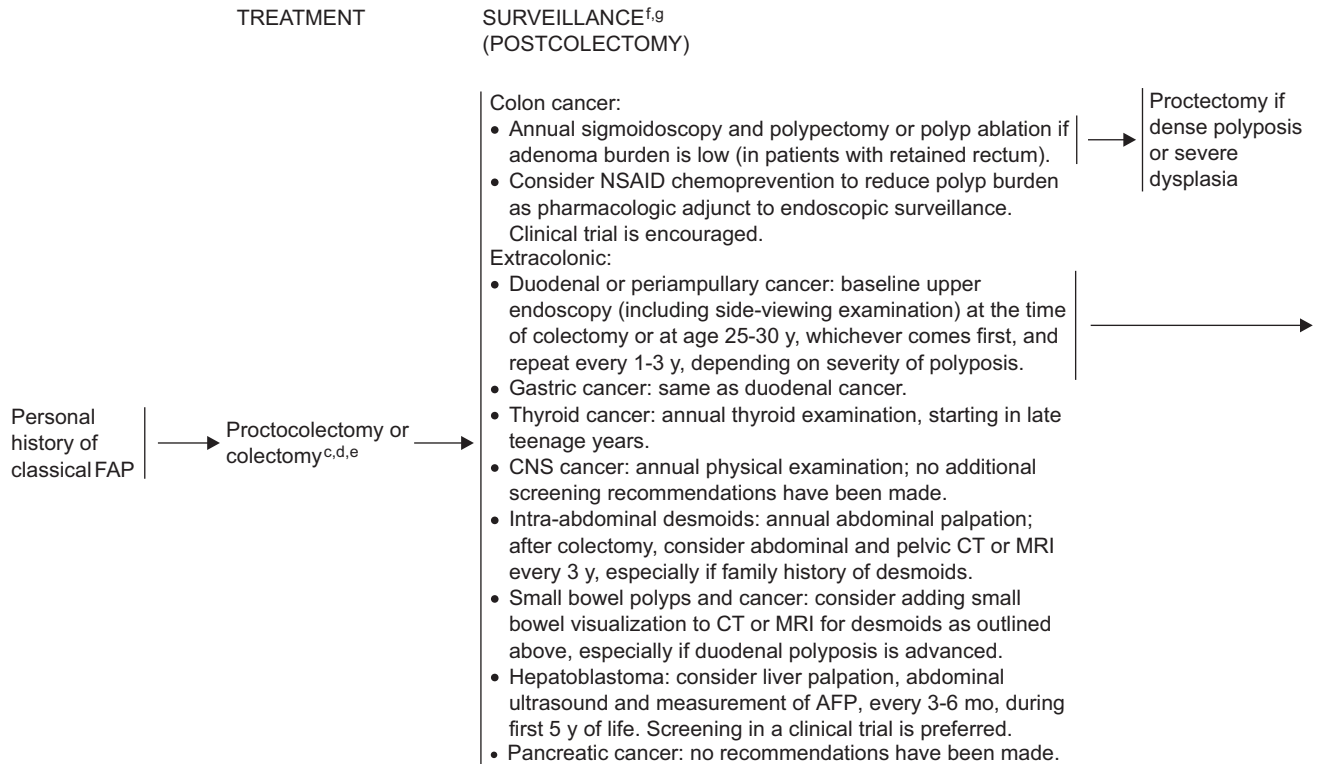 TREATMENT
SURVEILLANCEf,g
(POSTCOLECTOMY)
Personal
history of
classical FAP
Proctocolectomy or
colectomyc,d,e
Colon cancer:
• Annual sigmoidoscopy and polypectomy or polyp ablation if
adenoma burden is low (in patients with retained rectum).
• Consider NSAID chemoprevention to reduce polyp burden
as pharmacologic adjunct to endoscopic surveillance.
Clinical trial is encouraged.
Extracolonic:
• Duodenal or periampullary cancer: baseline upper
endoscopy (including side-viewing examination) at the time
of colectomy or at age 25-30 y, whichever comes first, and
repeat every 1-3 y, depending on severity of polyposis.
• Gastric cancer: same as duodenal cancer.
• Thyroid cancer: annual thyroid examination, starting in late
teenage years.
• CNS cancer: annual physical examination; no additional
screening recommendations have been made.
• Intra-abdominal desmoids: annual abdominal palpation;
after colectomy, consider abdominal and pelvic CT or MRI
every 3 y, especially if family history of desmoids.
• Small bowel polyps and cancer: consider adding small
bowel visualization to CT or MRI for desmoids as outlined
above, especially if duodenal polyposis is advanced.
• Hepatoblastoma: consider liver palpation, abdominal
ultrasound and measurement of AFP, every 3-6 mo, during
first 5 y of life. Screening in a clinical trial is preferred.
• Pancreatic cancer: no recommendations have been made.
Proctectomy if
dense polyposis
or severe
dysplasia